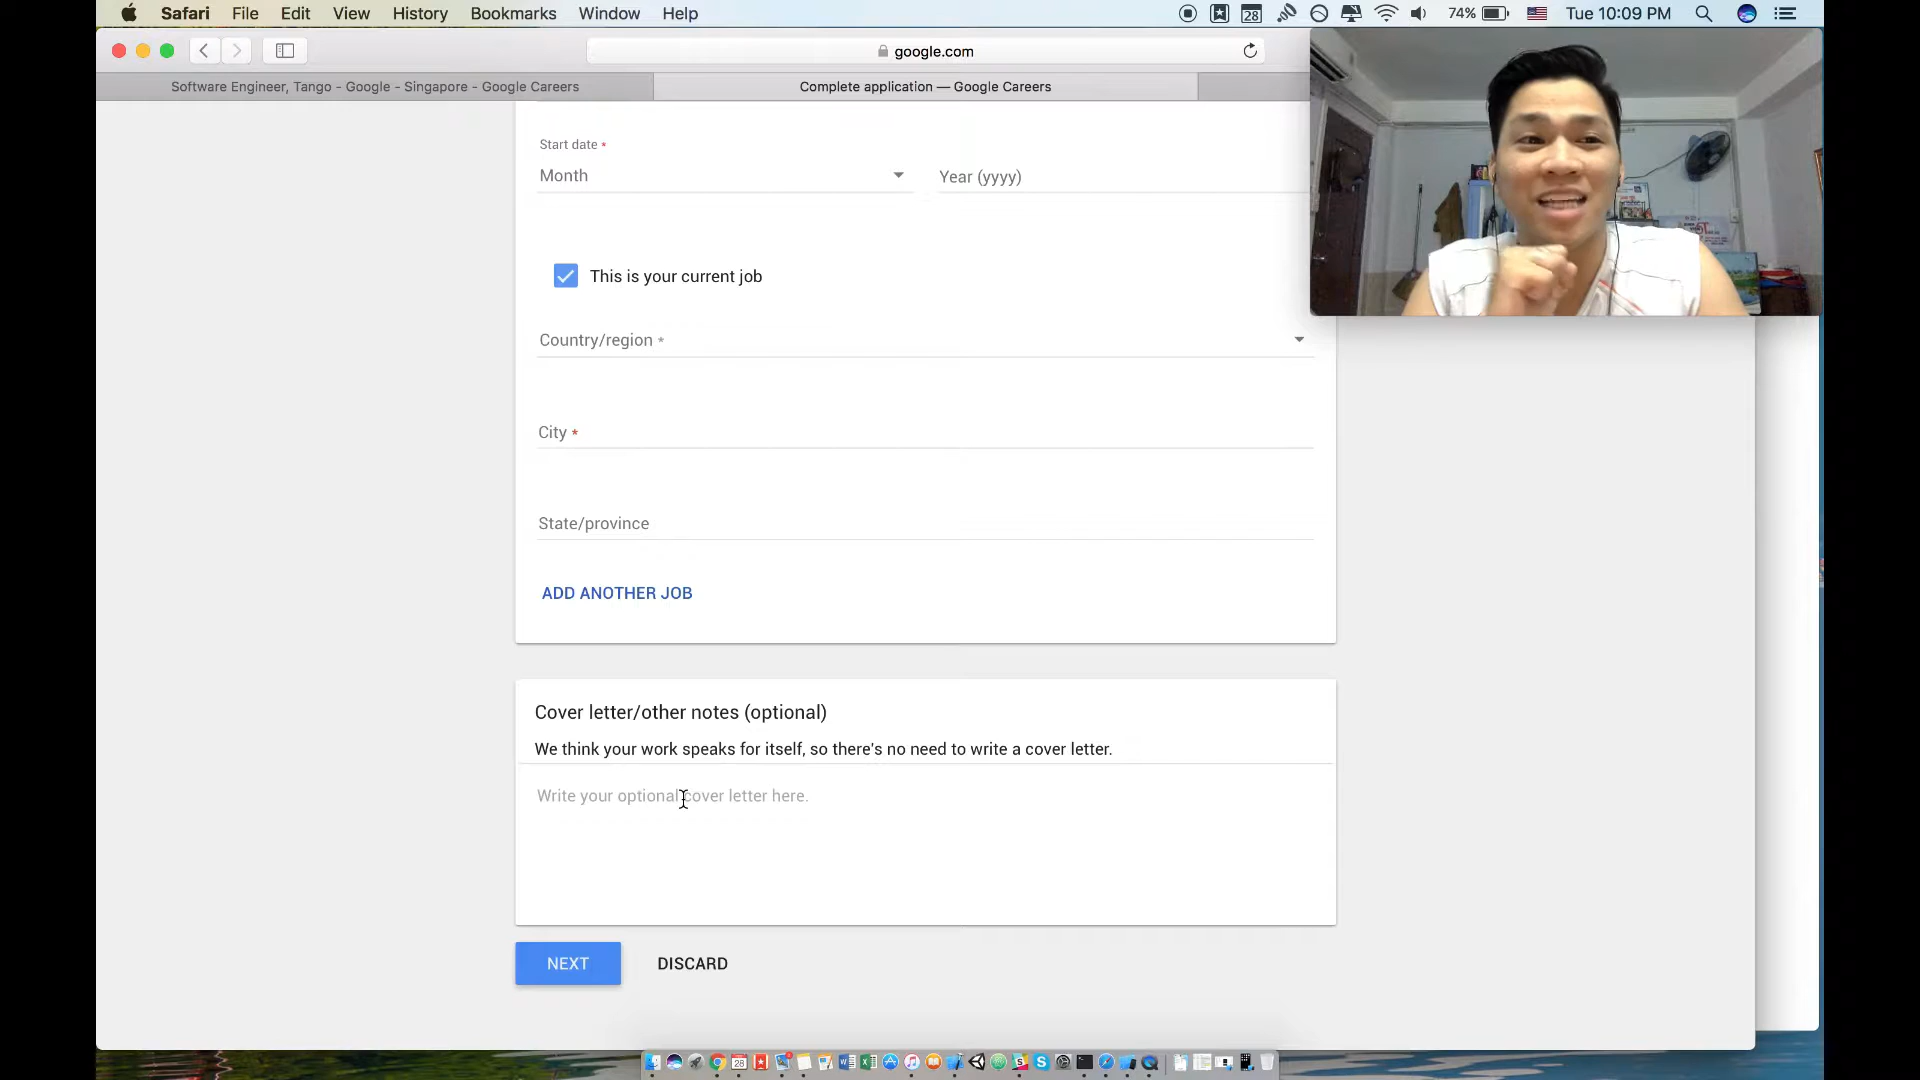 Safari File Edit View History Bookmarks Window Help 28 74% Tue 10:09 PM
google.com
Software Engineer, Tango - Google - Singapore - Google Careers
Complete application — Google Careers
Start date *
Month
Year (yyyy)
This is your current job
Country/region *
City *
State/province
ADD ANOTHER JOB
Cover letter/other notes (optional)
We think your work speaks for itself, so there's no need to write a cover letter.
Write your optional cover letter here.
NEXT DISCARD